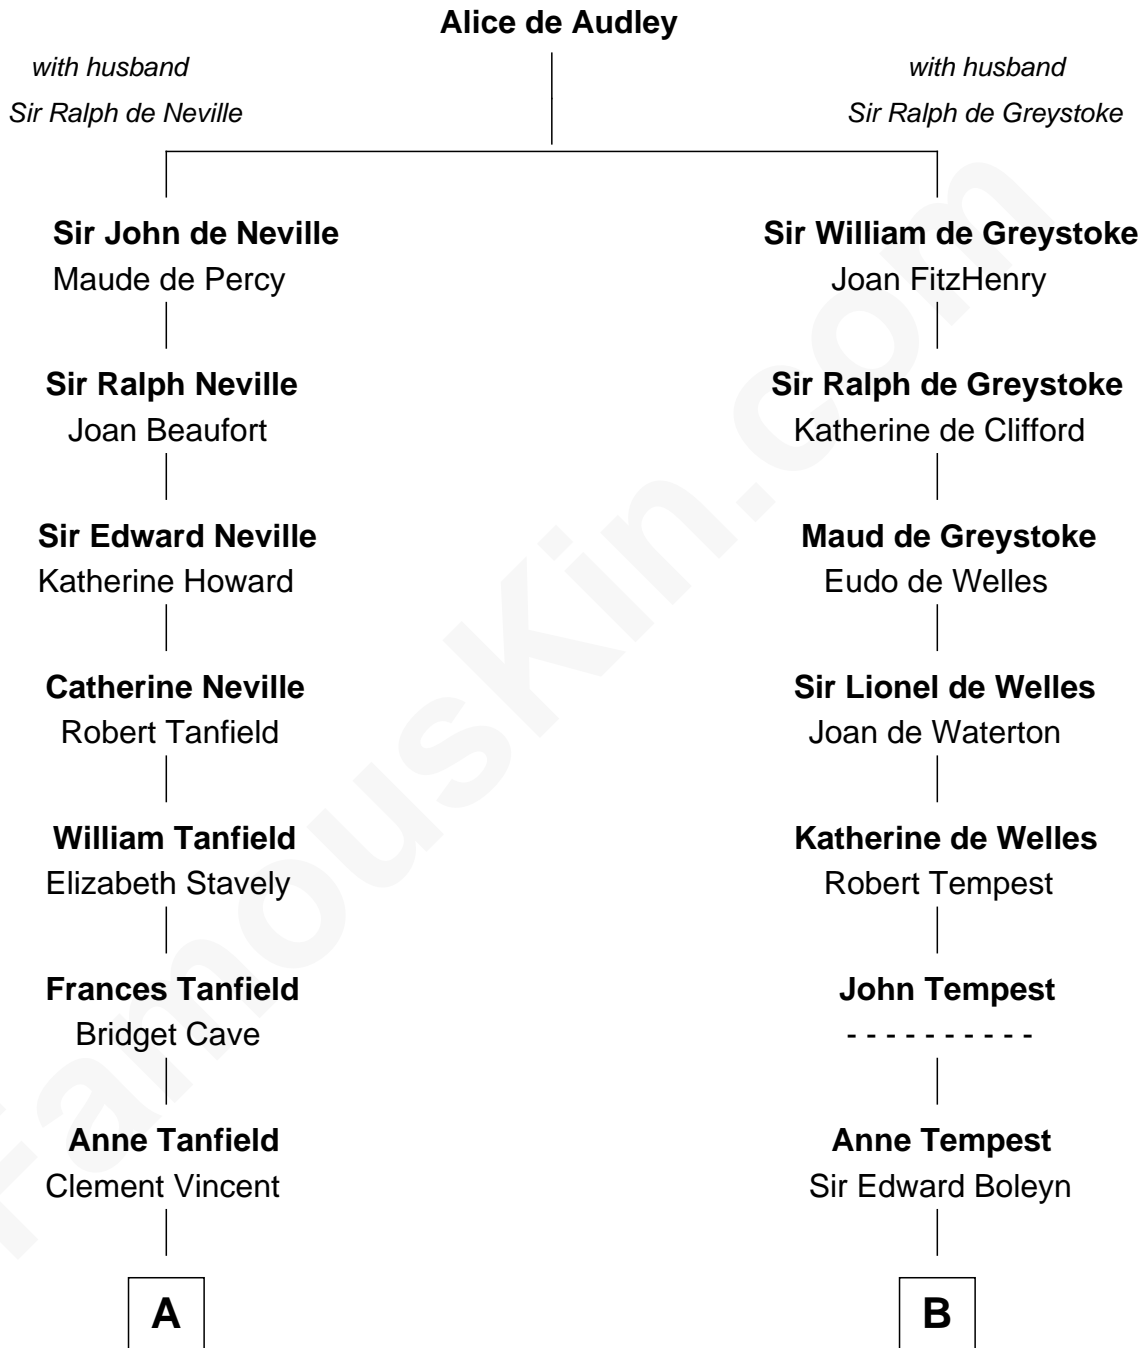 Alice de Audley
with husband
Sir Ralph de Neville
with husband
Sir Ralph de Greystoke
Sir John de Neville
Maude de Percy
Sir William de Greystoke
Joan FitzHenry
Sir Ralph Neville
Joan Beaufort
Sir Ralph de Greystoke
Katherine de Clifford
Sir Edward Neville
Katherine Howard
Maud de Greystoke
Eudo de Welles
Catherine Neville
Robert Tanfield
Sir Lionel de Welles
Joan de Waterton
William Tanfield
Elizabeth Stavely
Katherine de Welles
Robert Tempest
Frances Tanfield
Bridget Cave
John Tempest
- - - - - - - - - -
Anne Tanfield
Clement Vincent
Anne Tempest
Sir Edward Boleyn
A
B
FamousKin.com